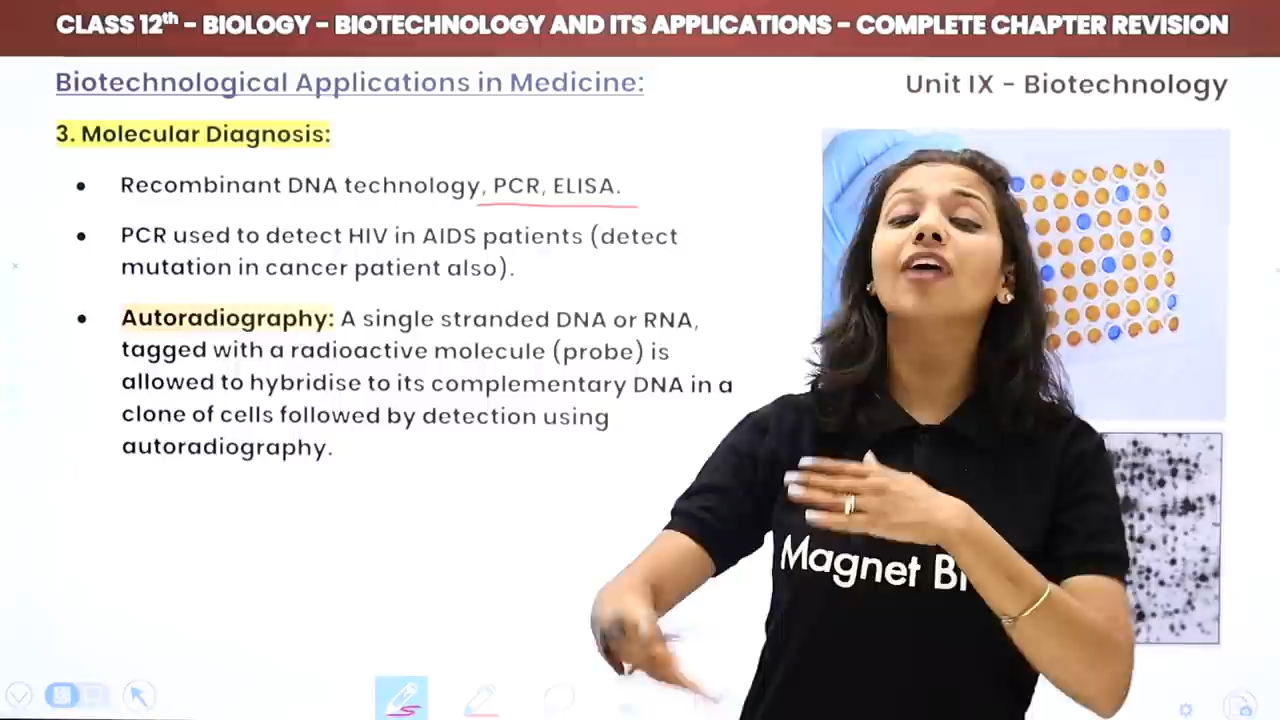 CLASS 12th - BIOLOGY - BIOTECHNOLOGY AND ITS APPLICATIONS - COMPLETE CHAPTER REVISION
Biotechnological Applications in Medicine:
Unit IX - Biotechnology
3. Molecular Diagnosis:
• Recombinant DNA technology, PCR, ELISA.
• PCR used to detect HIV in AIDS patients (detect
mutation in cancer patient also).
• Autoradiography: A single stranded DNA or RNA,
tagged with a radioactive molecule (probe) is
allowed to hybridise to its complementary DNA in a
clone of cells followed by detection using
autoradiography.
Magnet